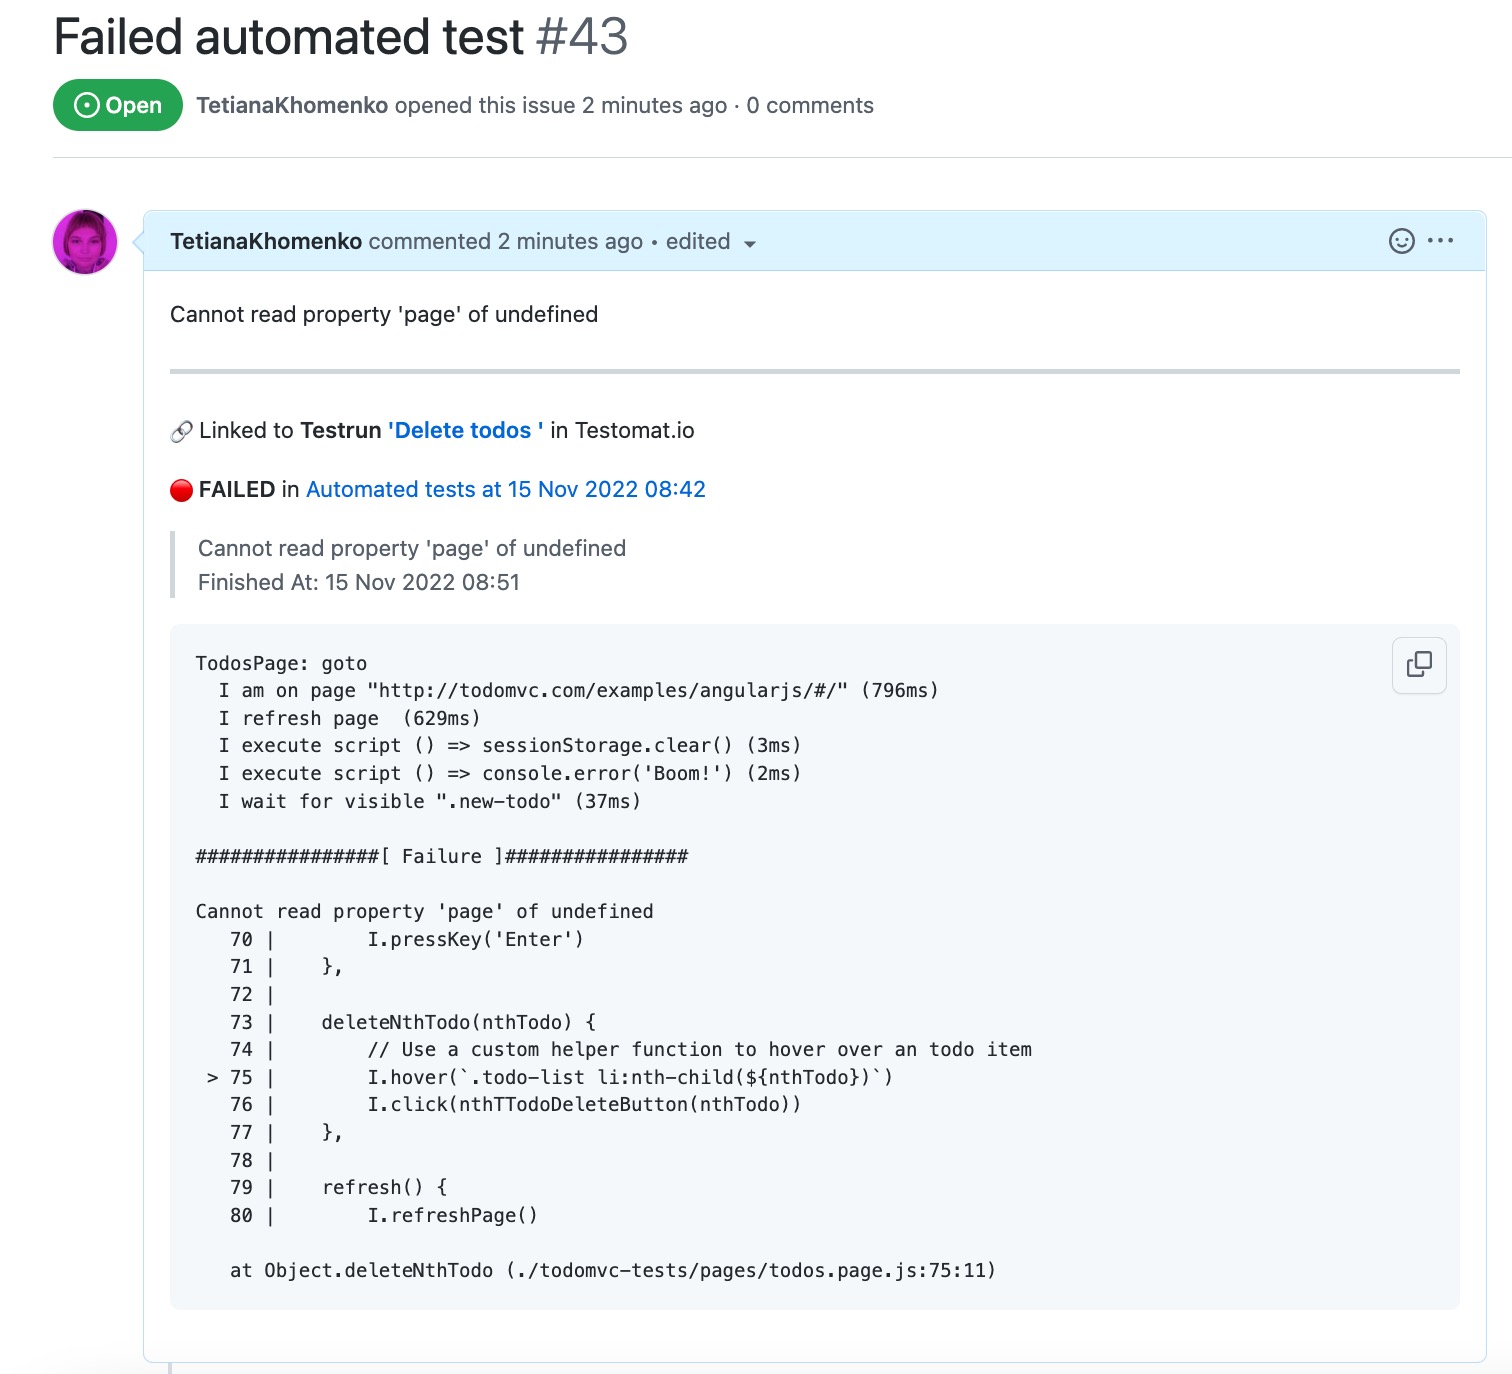 Failed automated test #43
Open TetianaKhomenko opened this issue 2 minutes ago · 0 comments
TetianaKhomenko commented 2 minutes ago • edited
Cannot read property 'page' of undefined
Linked to Testrun 'Delete todos ' in Testomat.io
FAILED in Automated tests at 15 Nov 2022 08:42
Cannot read property 'page' of undefined
Finished At: 15 Nov 2022 08:51
TodosPage: goto
  I am on page "http://todomvc.com/examples/angularjs/#/" (796ms)
  I refresh page  (629ms)
  I execute script () => sessionStorage.clear() (3ms)
  I execute script () => console.error('Boom!') (2ms)
  I wait for visible ".new-todo" (37ms)
################[ Failure ]################
Cannot read property 'page' of undefined
   70 |        I.pressKey('Enter')
   71 |    },
   72 |
   73 |    deleteNthTodo(nthTodo) {
   74 |        // Use a custom helper function to hover over an todo item
 > 75 |        I.hover(`.todo-list li:nth-child(${nthTodo})`)
   76 |        I.click(nthTTodoDeleteButton(nthTodo))
   77 |    },
   78 |
   79 |    refresh() {
   80 |        I.refreshPage()
   at Object.deleteNthTodo (./todomvc-tests/pages/todos.page.js:75:11)